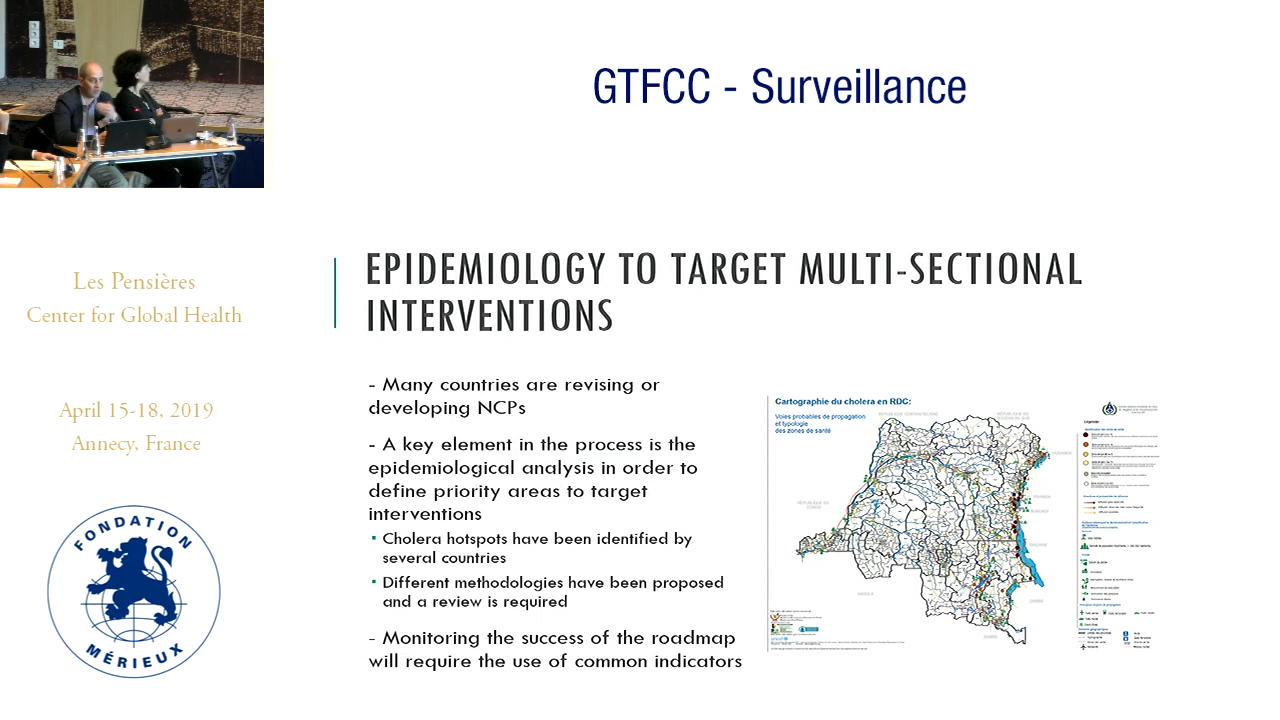 GTFCC - Surveillance
Les Pensières
Center for Global Health
April 15-18, 2019
Annecy, France
FONDATION
MÉRIEUX
EPIDEMIOLOGY TO TARGET MULTI-SECTIONAL
INTERVENTIONS
- Many countries are revising or
developing NCPs
- A key element in the process is the
epidemiological analysis in order to
define priority areas to target
interventions
▪ Cholera hotspots have been identified by
several countries
▪ Different methodologies have been proposed
and a review is required
- Monitoring the success of the roadmap
will require the use of common indicators
Cartographie du cholera en RDC:
Voies probables de propagation
et typologie
des zones de santé